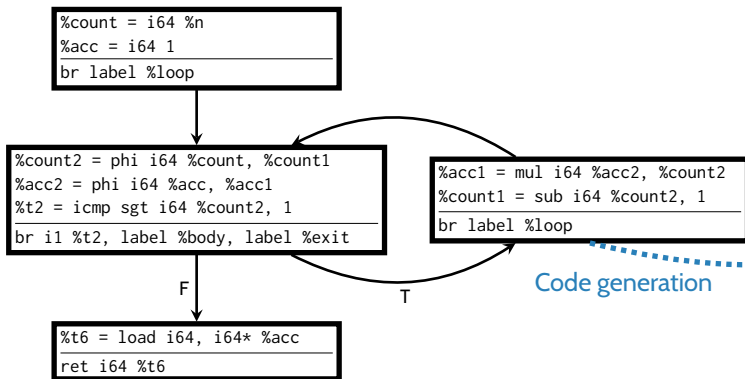 %count = i64 %n
%acc = i64 1
br label %loop
%count2 = phi i64 %count, %count1
%acc2 = phi i64 %acc, %acc1
%t2 = icmp sgt i64 %count2, 1
br i1 %t2, label %body, label %exit
%acc1 = mul i64 %acc2, %count2
%count1 = sub i64 %count2, 1
br label %loop
Code generation
F
T
%t6 = load i64, i64* %acc
ret i64 %t6